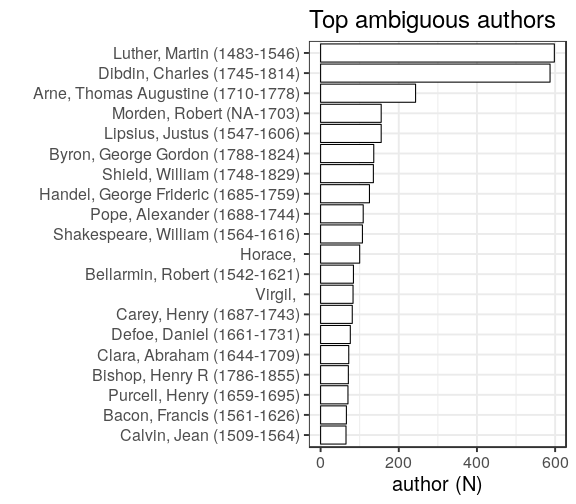 Top ambiguous authors
Luther, Martin (1483-1546)
Dibdin, Charles (1745-1814)
Arne, Thomas Augustine (1710-1778)
Morden, Robert (NA-1703)
Lipsius, Justus (1547-1606)
Byron, George Gordon (1788-1824)
Shield, William (1748-1829)
Handel, George Frideric (1685-1759)
Pope, Alexander (1688-1744)
Shakespeare, William (1564-1616)
Horace,
Bellarmin, Robert (1542-1621)
Virgil,
Carey, Henry (1687-1743)
Defoe, Daniel (1661-1731)
Clara, Abraham (1644-1709)
Bishop, Henry R (1786-1855)
Purcell, Henry (1659-1695)
Bacon, Francis (1561-1626)
Calvin, Jean (1509-1564)
0 200 400 600
author (N)